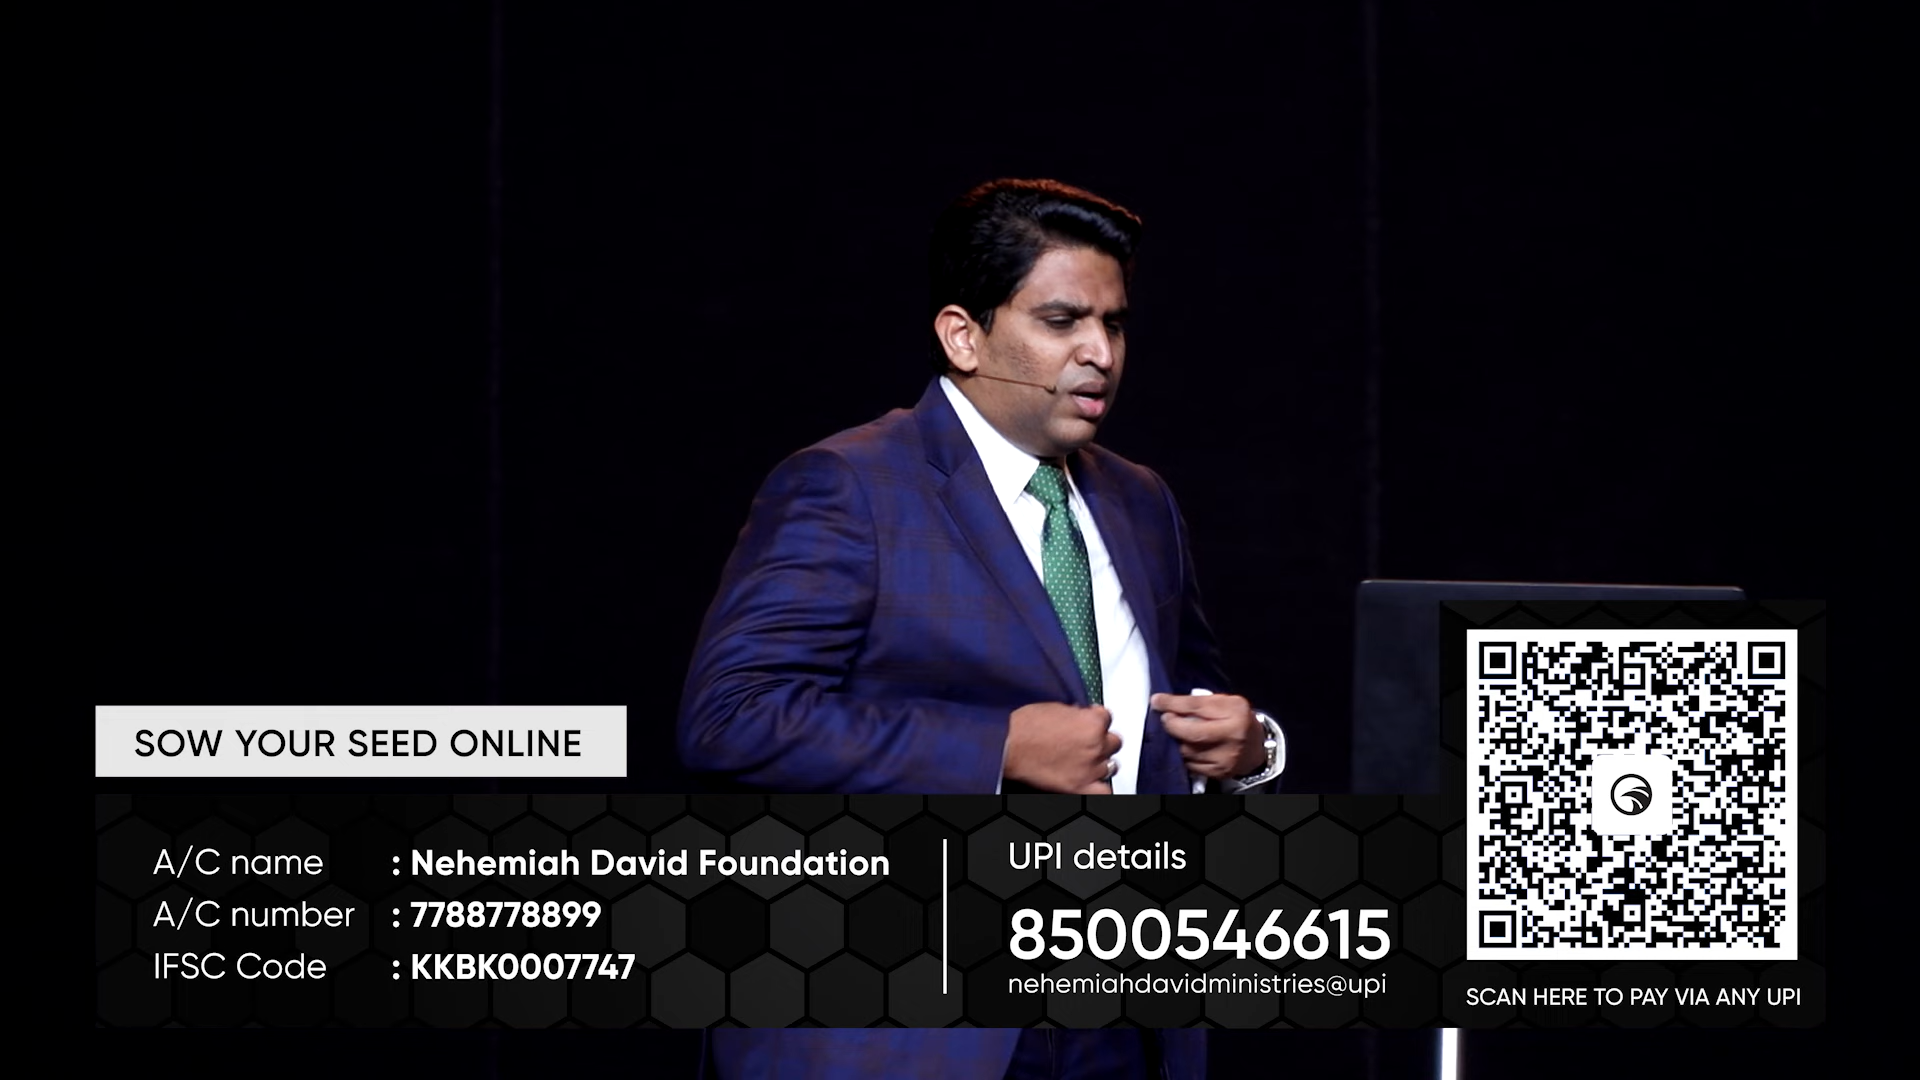 SOW YOUR SEED ONLINE
A/C name : Nehemiah David Foundation
A/C number : 7788778899
IFSC Code : KKBK0007747
UPI details
8500546615
nehemiahdavidministries@upi
SCAN HERE TO PAY VIA ANY UPI